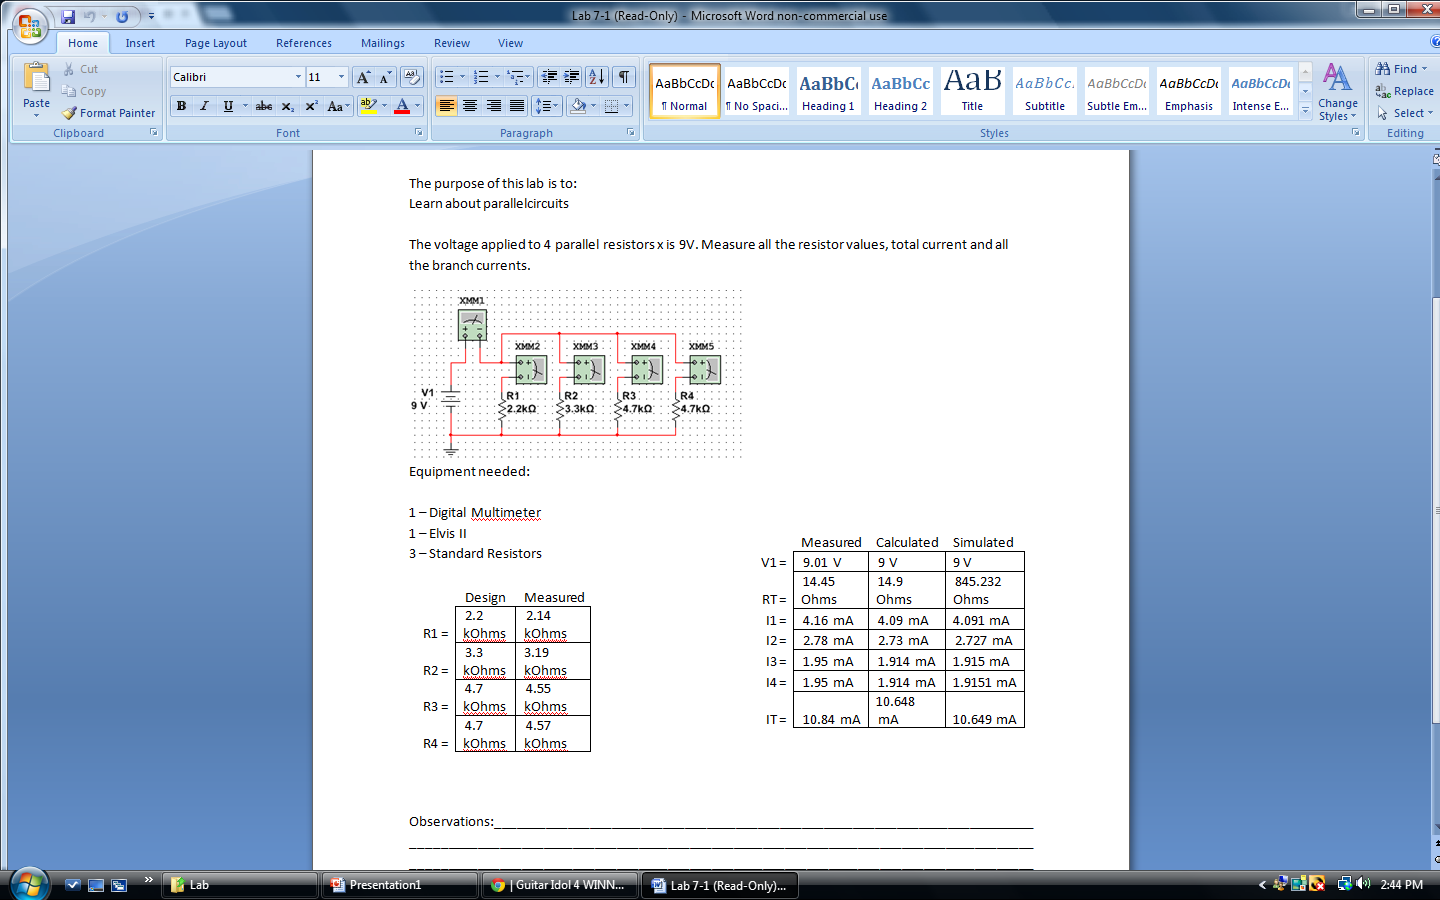 Lab 7-1 (Read-Only) - Microsoft Word non-commercial use
Home Insert Page Layout References Mailings Review View
Paste
Cut
Copy
Format Painter
Clipboard
Calibri 11
Font
Paragraph
AaBbCcDc AaBbCcDc AaBbC AaBbCc AaB AaBbCc. AaBbCcDc AaBbCcDc AaBbCcDc
¶ Normal ¶ No Spaci... Heading 1 Heading 2 Title Subtitle Subtle Em... Emphasis Intense E...
Change
Styles
Styles
Find
Replace
Select
Editing
The purpose of this lab is to:
Learn about parallelcircuits
The voltage applied to 4 parallel resistors x is 9V. Measure all the resistor values, total current and all
the branch currents.
XMM1
XMM2 XMM3 XMM4 XMM5
V1
9 V
R1 R2 R3 R4
2.2kΩ 3.3kΩ 4.7kΩ 4.7kΩ
Equipment needed:
1 – Digital Multimeter
1 – Elvis II
3 – Standard Resistors
Design Measured
R1 = 2.2 kOhms 2.14 kOhms
R2 = 3.3 kOhms 3.19 kOhms
R3 = 4.7 kOhms 4.55 kOhms
R4 = 4.7 kOhms 4.57 kOhms
Measured Calculated Simulated
V1 = 9.01 V 9 V 9 V
RT = 14.45 Ohms 14.9 Ohms 845.232 Ohms
I1 = 4.16 mA 4.09 mA 4.091 mA
I2 = 2.78 mA 2.73 mA 2.727 mA
I3 = 1.95 mA 1.914 mA 1.915 mA
I4 = 1.95 mA 1.914 mA 1.9151 mA
IT = 10.84 mA 10.648 mA 10.649 mA
Observations:
Lab Presentation1 | Guitar Idol 4 WINN... Lab 7-1 (Read-Only)... 2:44 PM